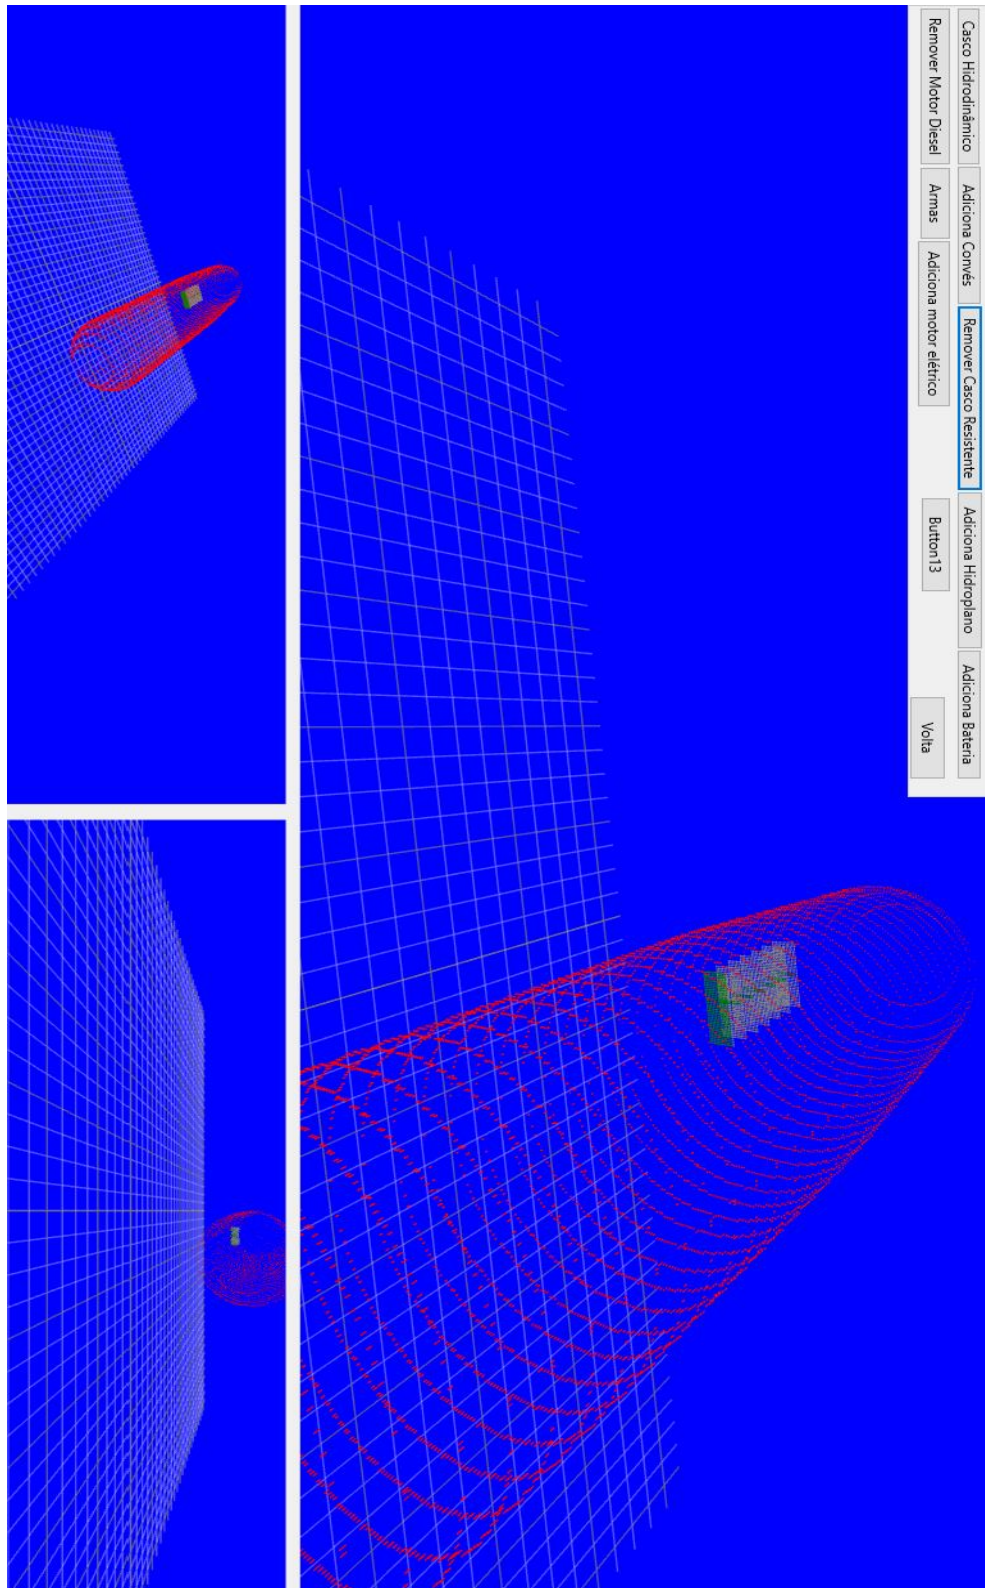 Casco Hidrodinâmico Adiciona Convés Remover Casco Resistente Adiciona Hidroplano Adiciona Bateria
Remover Motor Diesel Armas Adiciona motor elétrico Button13 Volta